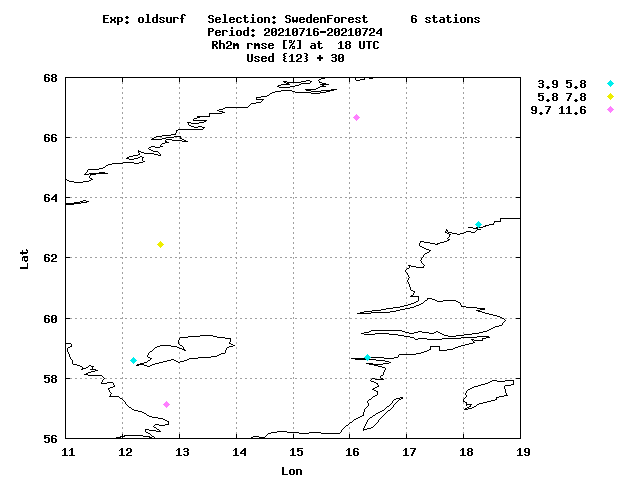 Exp: oldsurf Selection: SwedenForest 6 stations
Period: 20210716-20210724
Rh2m rmse [%] at 18 UTC
Used {12} + 30
3.9 5.8
5.8 7.8
9.7 11.6
68
66
64
62
60
58
56
Lat
11 12 13 14 15 16 17 18 19
Lon